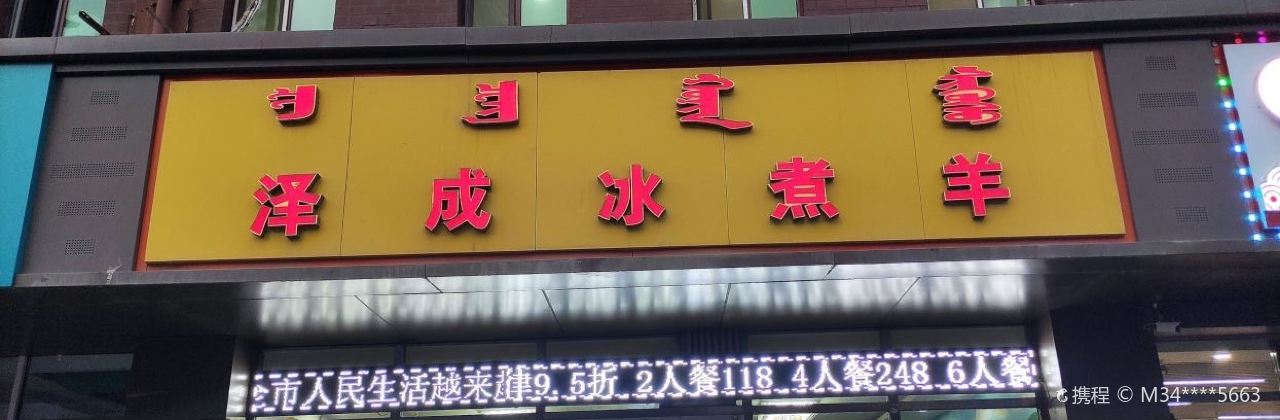 泽成冰煮羊
市人民生活越来 津9.5折 2人餐118 4人餐248 6人餐
携程 © M34****5663